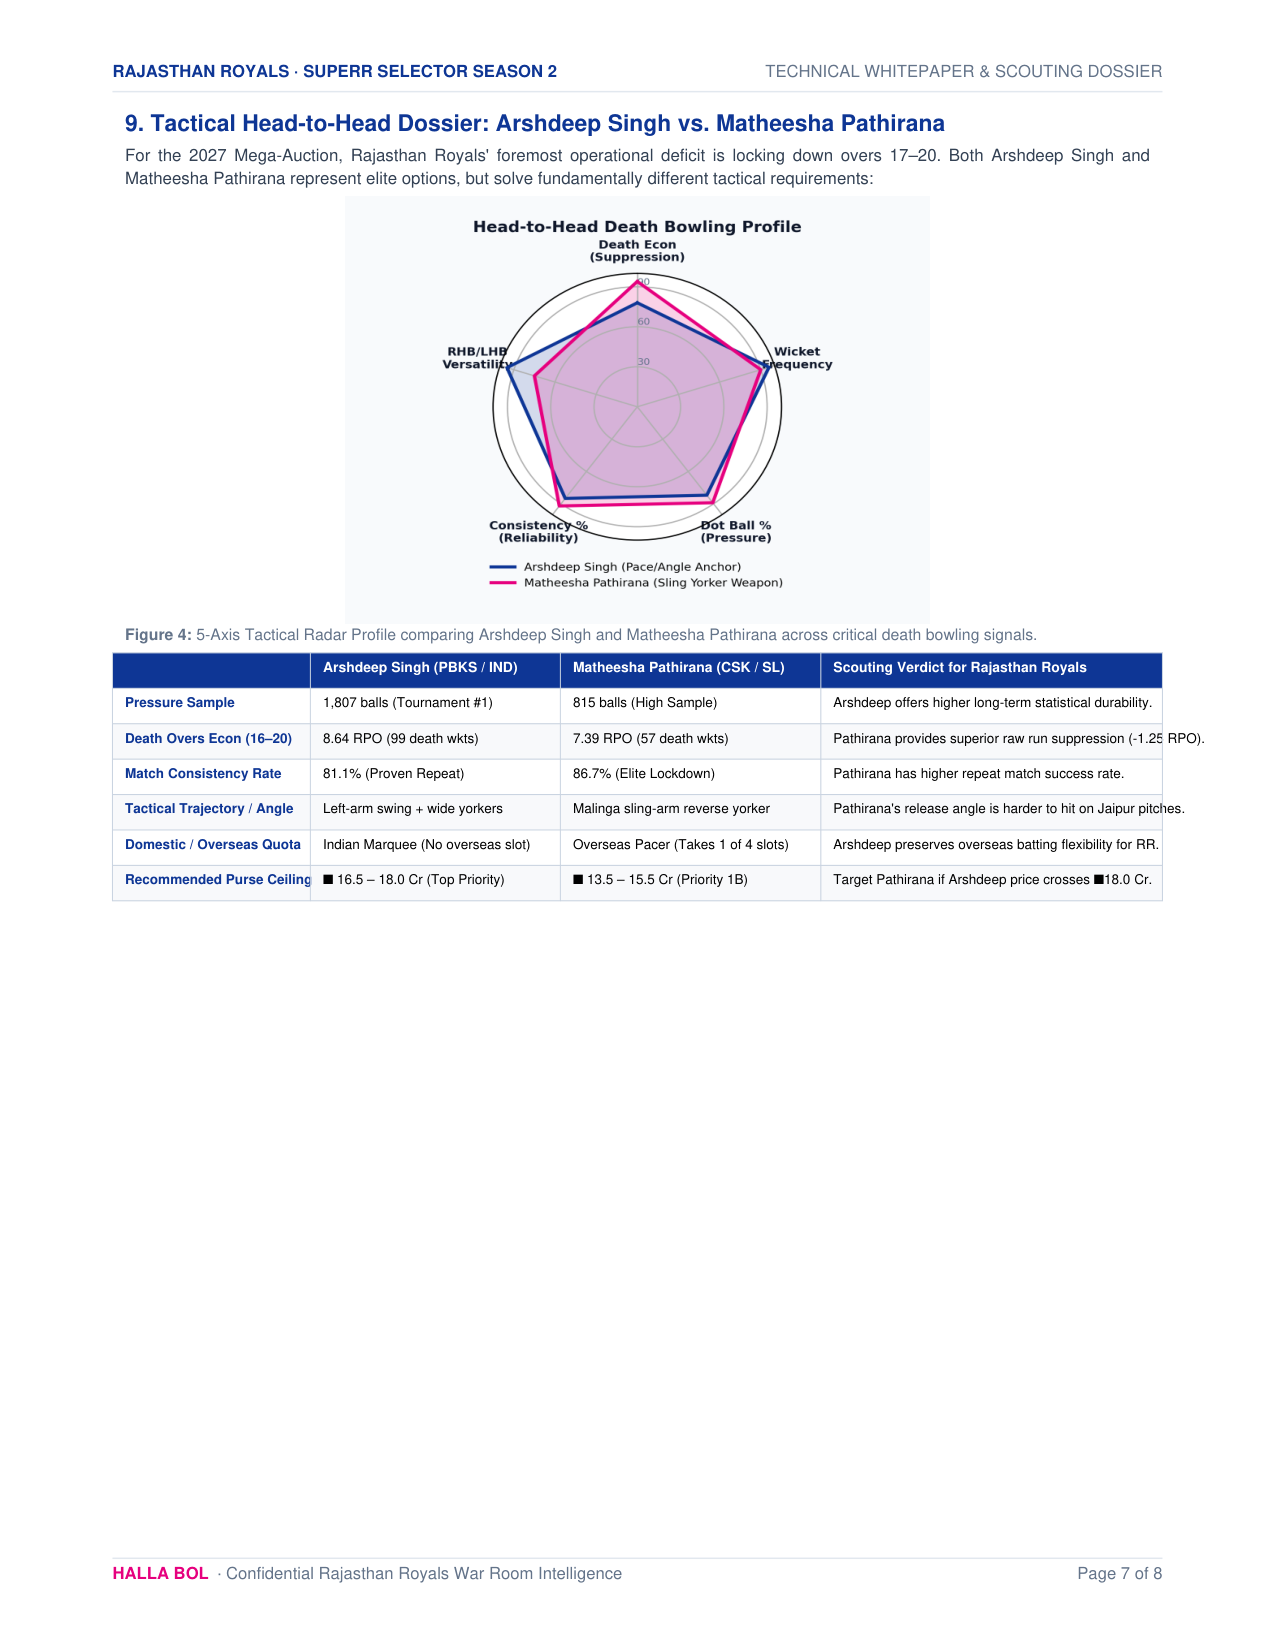 RAJASTHAN ROYALS · SUPERR SELECTOR SEASON 2 TECHNICAL WHITEPAPER & SCOUTING DOSSIER
9. Tactical Head-to-Head Dossier: Arshdeep Singh vs. Matheesha Pathirana
For the 2027 Mega-Auction, Rajasthan Royals' foremost operational deficit is locking down overs 17–20. Both Arshdeep Singh and
Matheesha Pathirana represent elite options, but solve fundamentally different tactical requirements:
Head-to-Head Death Bowling Profile
Death Econ
(Suppression)
90
60
30
RHB/LHB
Versatility
Wicket
Frequency
Consistency %
(Reliability)
Dot Ball %
(Pressure)
Arshdeep Singh (Pace/Angle Anchor)
Matheesha Pathirana (Sling Yorker Weapon)
Figure 4: 5-Axis Tactical Radar Profile comparing Arshdeep Singh and Matheesha Pathirana across critical death bowling signals.
Arshdeep Singh (PBKS / IND) Matheesha Pathirana (CSK / SL) Scouting Verdict for Rajasthan Royals
Pressure Sample 1,807 balls (Tournament #1) 815 balls (High Sample) Arshdeep offers higher long-term statistical durability.
Death Overs Econ (16–20) 8.64 RPO (99 death wkts) 7.39 RPO (57 death wkts) Pathirana provides superior raw run suppression (-1.25 RPO).
Match Consistency Rate 81.1% (Proven Repeat) 86.7% (Elite Lockdown) Pathirana has higher repeat match success rate.
Tactical Trajectory / Angle Left-arm swing + wide yorkers Malinga sling-arm reverse yorker Pathirana's release angle is harder to hit on Jaipur pitches.
Domestic / Overseas Quota Indian Marquee (No overseas slot) Overseas Pacer (Takes 1 of 4 slots) Arshdeep preserves overseas batting flexibility for RR.
Recommended Purse Ceiling ■ 16.5 – 18.0 Cr (Top Priority) ■ 13.5 – 15.5 Cr (Priority 1B) Target Pathirana if Arshdeep price crosses ■18.0 Cr.
HALLA BOL · Confidential Rajasthan Royals War Room Intelligence Page 7 of 8